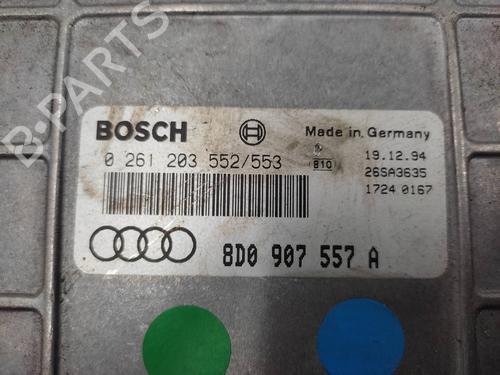 B-PARTS
BOSCH
Made in Germany
0 261 203 552/553
810
19.12.94
26SA3635
1724 0167
8D0 907 557 A